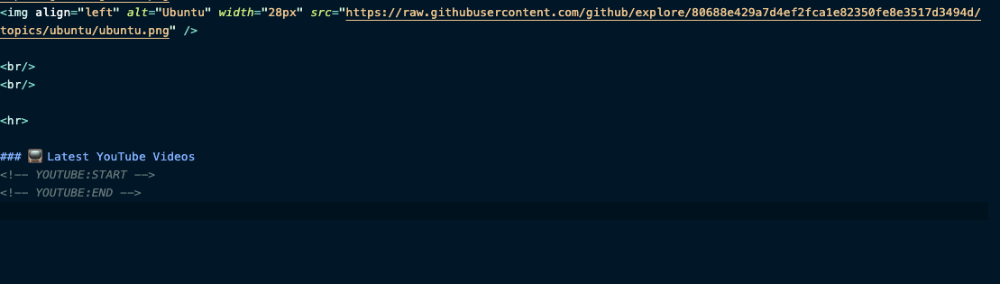 <img align="left" alt="Ubuntu" width="28px" src="https://raw.githubusercontent.com/github/explore/80688e429a7d4ef2fca1e82350fe8e3517d3494d/
topics/ubuntu/ubuntu.png" />
<br/>
<br/>
<hr>
### 📺 Latest YouTube Videos
<!-- YOUTUBE:START -->
<!-- YOUTUBE:END -->